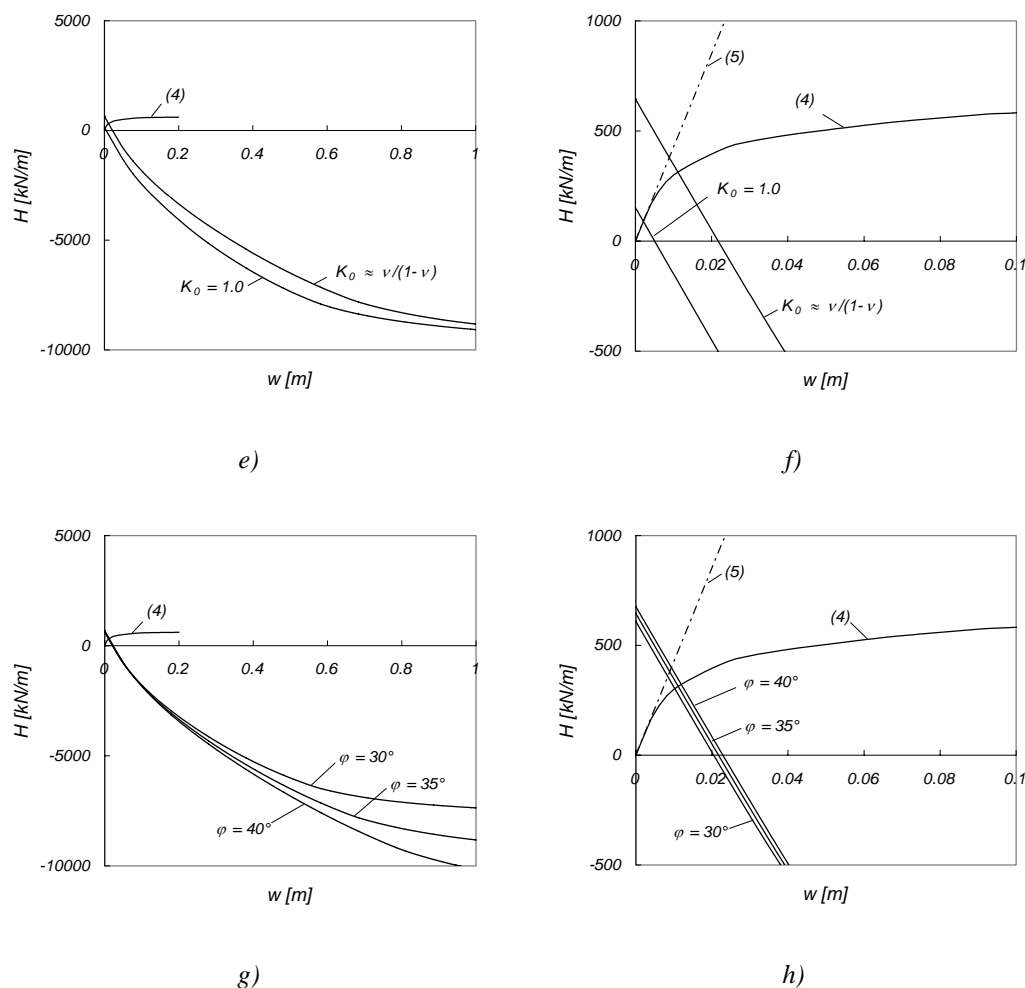 5000
(4)
0
0
0.2
0.4
0.6
0.8
1
H [kN/m]
-5000
K₀ ≈ ν/(1- ν)
K₀ = 1.0
-10000
w [m]
e)
1000
(5)
(4)
500
H [kN/m]
K₀ = 1.0
0
0
0.02
0.04
0.06
0.08
0.1
K₀ ≈ ν/(1- ν)
-500
w [m]
f)
5000
(4)
0
0
0.2
0.4
0.6
0.8
1
H [kN/m]
-5000
φ = 30°
φ = 35°
φ = 40°
-10000
w [m]
g)
1000
(5)
(4)
500
H [kN/m]
φ = 40°
φ = 35°
0
0
0.02
0.04
0.06
0.08
0.1
φ = 30°
-500
w [m]
h)